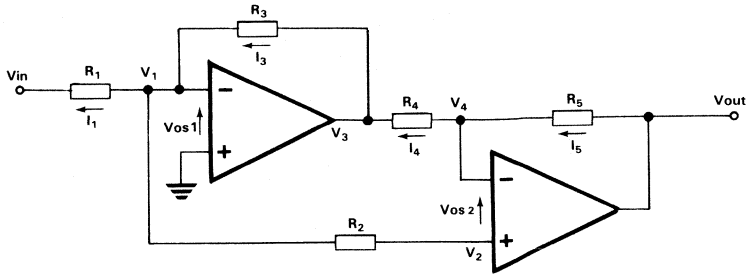 R3
I3
Vin
R1
V1
I1
Vos1
−
+
V3
R4
I4
V4
R5
I5
Vout
−
Vos2
+
R2
V2